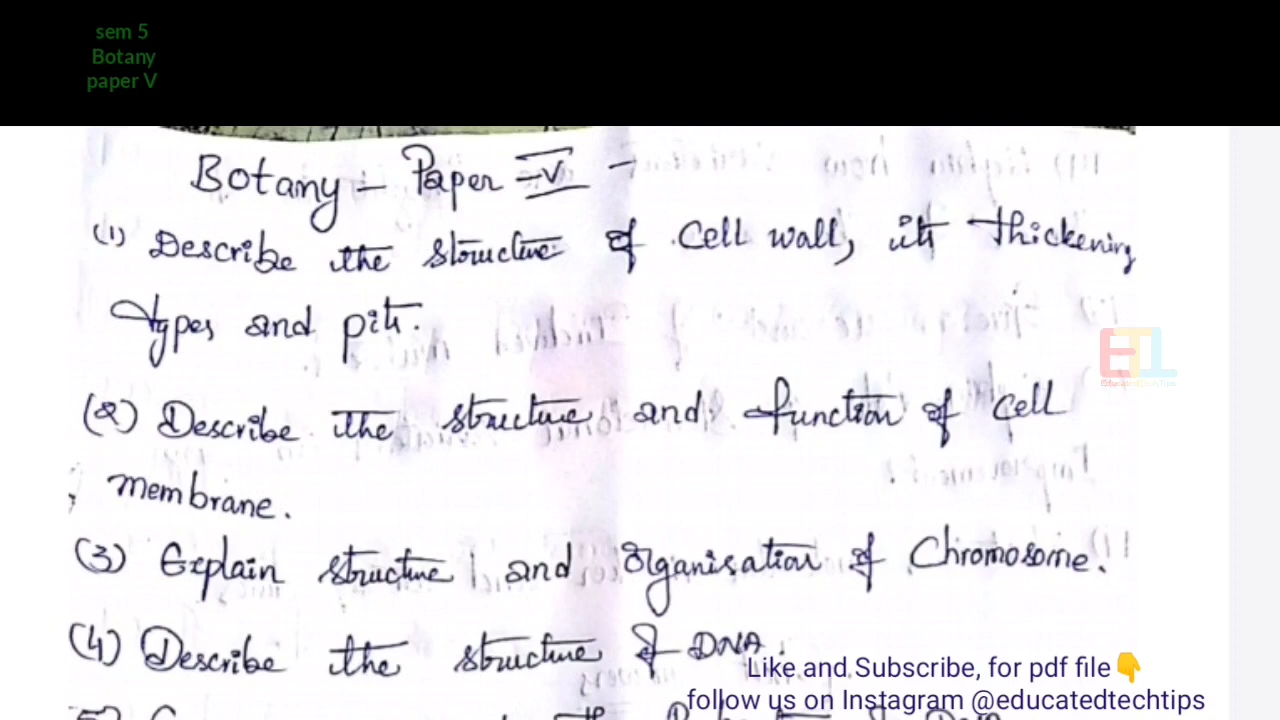 sem 5
Botany
paper V
Botany - Paper - V -
(1) Describe the structure of Cell wall, its thickening
types and pits.
(2) Describe the structure and function of Cell
membrane.
(3) Explain structure and Organisation of Chromosome.
(4) Describe the structure of DNA.
Like and Subscribe, for pdf file👇
follow us on Instagram @educatedtechtips
ETL